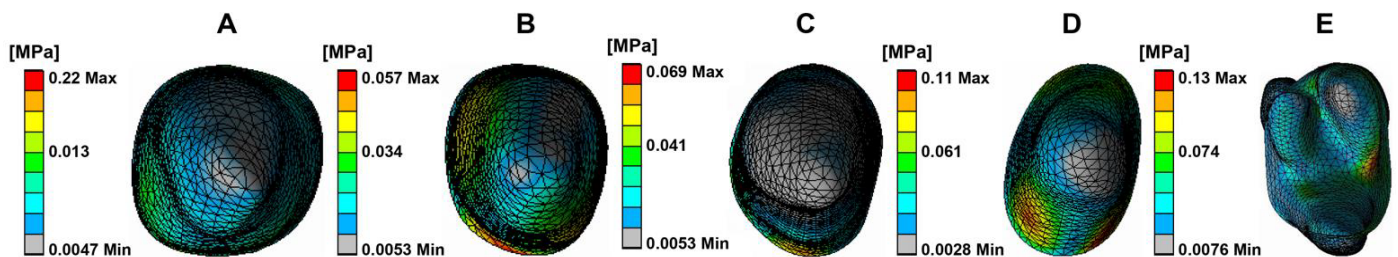 A B C D E
[MPa] [MPa] [MPa] [MPa] [MPa]
0.22 Max 0.057 Max 0.069 Max 0.11 Max 0.13 Max
0.013 0.034 0.041 0.061 0.074
0.0047 Min 0.0053 Min 0.0053 Min 0.0028 Min 0.0076 Min